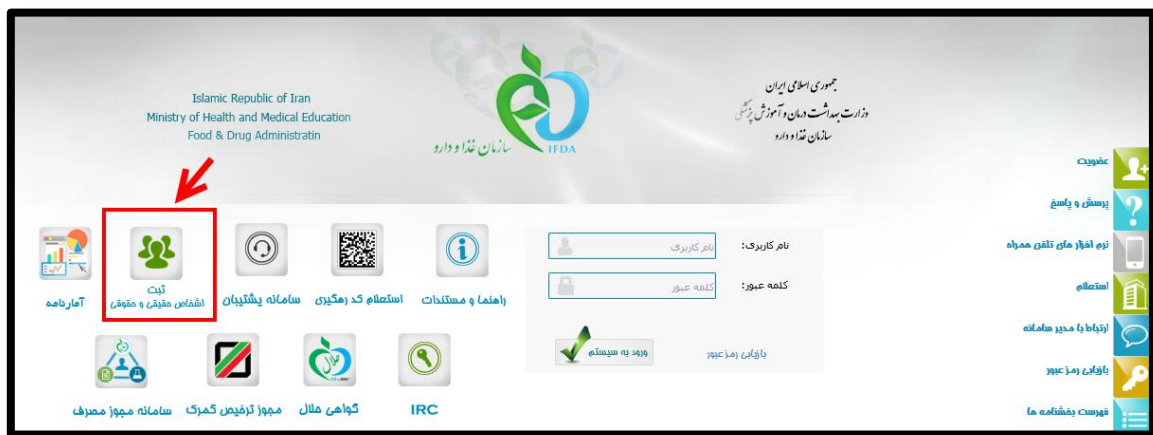 جمهوری اسلامی ایران
وزارت بهداشت درمان و آموزش پزشکی
سازمان غذا و دارو
سازمان غذا و دارو
IFDA
Islamic Republic of Iran
Ministry of Health and Medical Education
Food & Drug Administratin
عضویت
پرسش و پاسخ
نرم افزار های تلفن همراه
استعلام
ارتباط با مدیر سامانه
بازیابی رمز عبور
فهرست بخشنامه ها
نام کاربری:
نام کاربری
کلمه عبور:
کلمه عبور
بازیابی رمز عبور
ورود به سیستم
راهنما و مستندات
استعلام کد رهگیری
سامانه پشتیبان
ثبت
اشخاص حقیقی و حقوقی
آمارنامه
IRC
گواهی حلال
مجوز ترخیص گمرک
سامانه مجوز مصرف